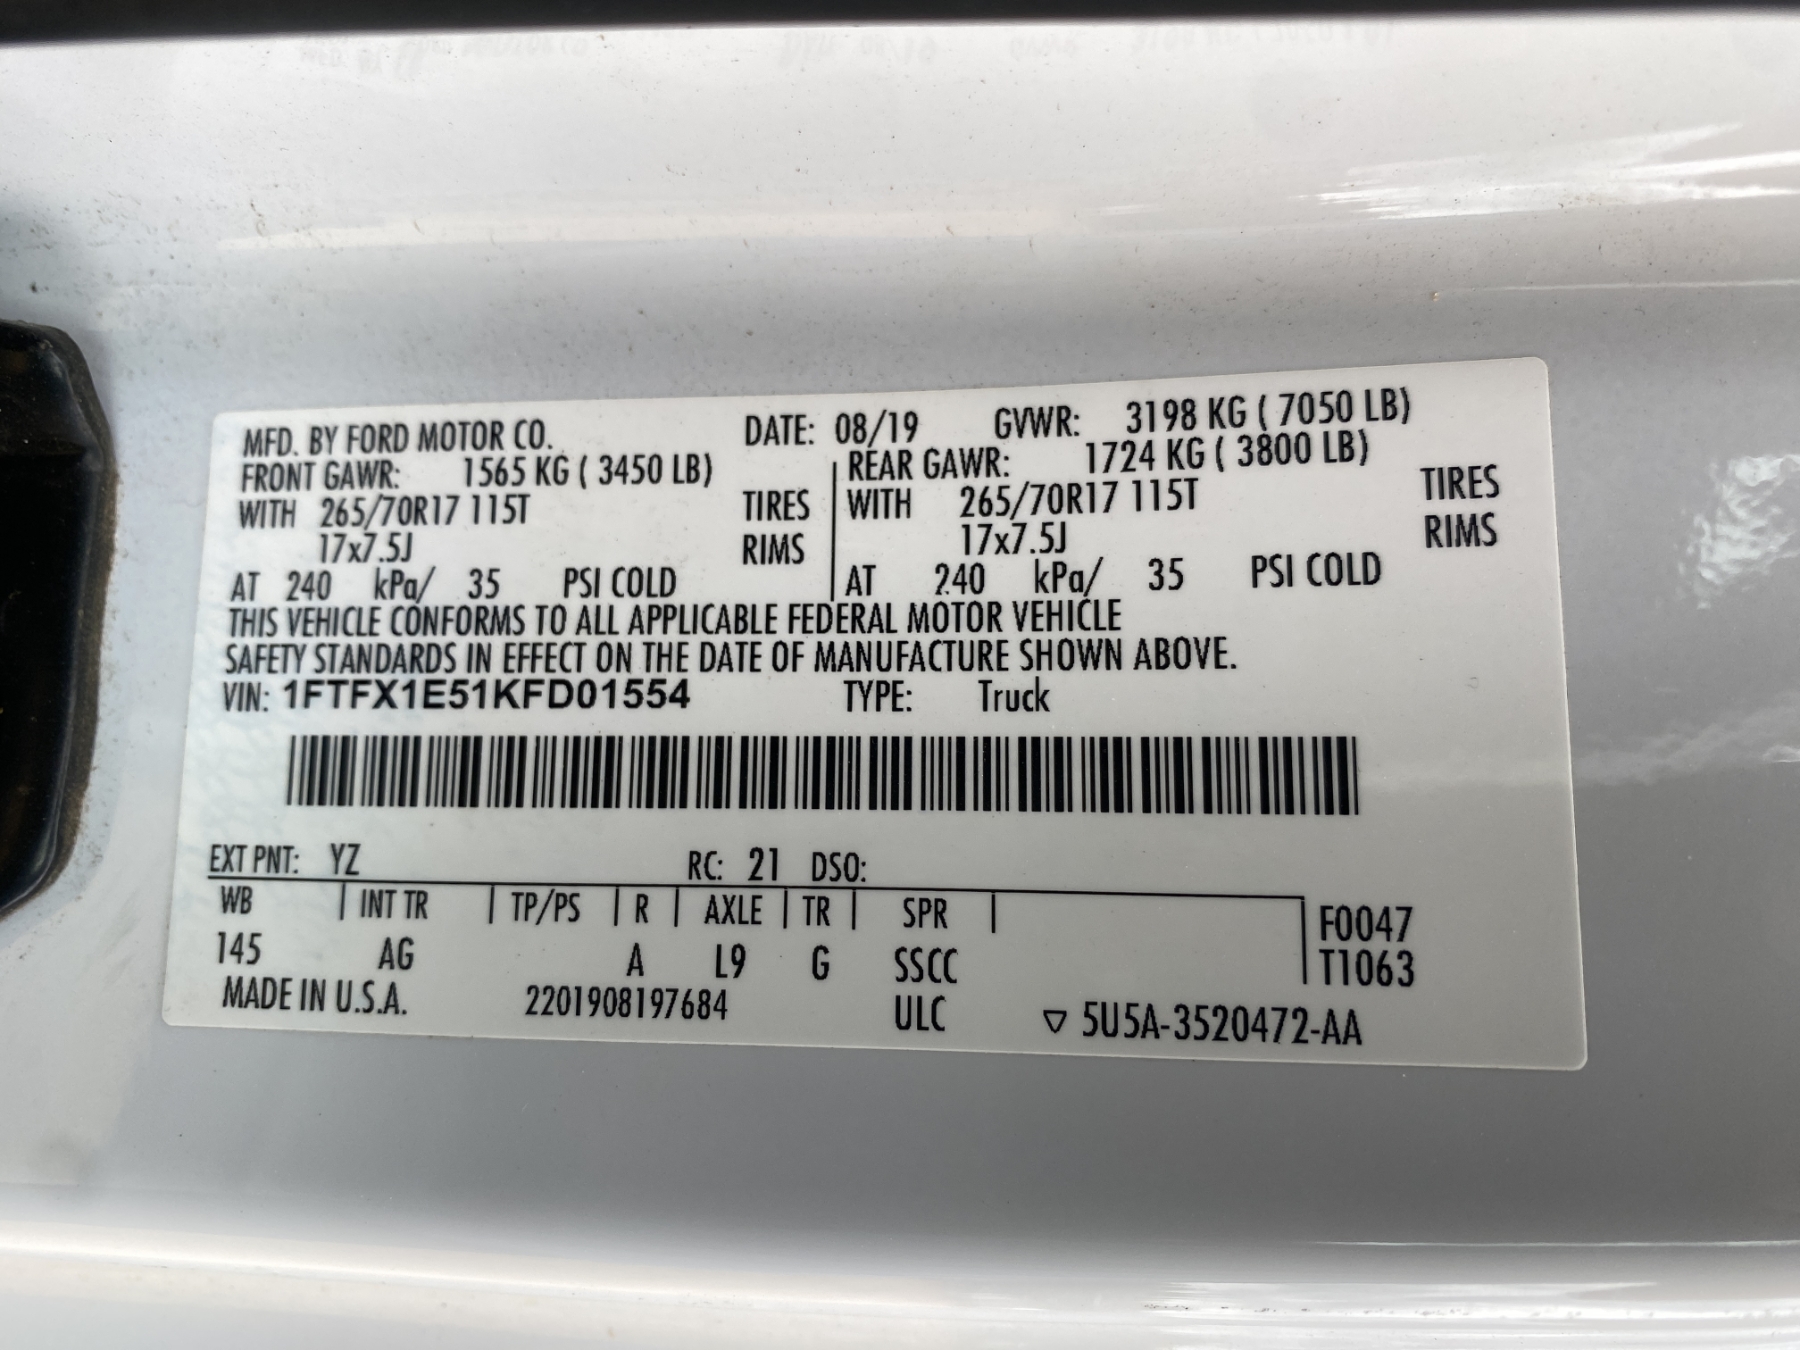 MFD. BY FORD MOTOR CO. DATE: 08/19 GVWR: 3198 KG ( 7050 LB)
FRONT GAWR: 1565 KG ( 3450 LB) REAR GAWR: 1724 KG ( 3800 LB)
WITH 265/70R17 115T TIRES WITH 265/70R17 115T TIRES
17x7.5J RIMS 17x7.5J RIMS
AT 240 kPa/ 35 PSI COLD AT 240 kPa/ 35 PSI COLD
THIS VEHICLE CONFORMS TO ALL APPLICABLE FEDERAL MOTOR VEHICLE
SAFETY STANDARDS IN EFFECT ON THE DATE OF MANUFACTURE SHOWN ABOVE.
VIN: 1FTFX1E51KFD01554 TYPE: Truck
EXT PNT: YZ RC: 21 DSO:
WB INT TR TP/PS R AXLE TR SPR F0047
145 AG A L9 G SSCC T1063
MADE IN U.S.A. 2201908197684 ULC ▽ 5U5A-3520472-AA